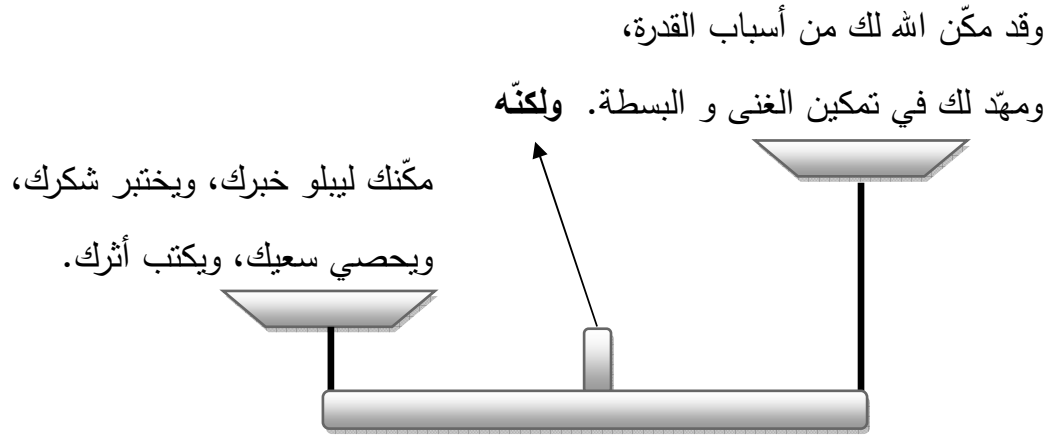 وقد مكّن الله لك من أسباب القدرة،
ومهّد لك في تمكين الغنى و البسطة. ولكنّه
مكّنك ليبلو خبرك، ويختبر شكرك،
ويحصي سعيك، ويكتب أثرك.